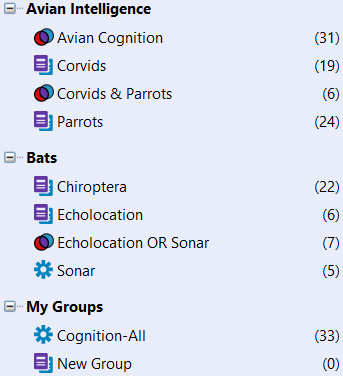 Avian Intelligence
Avian Cognition (31)
Corvids (19)
Corvids & Parrots (6)
Parrots (24)
Bats
Chiroptera (22)
Echolocation (6)
Echolocation OR Sonar (7)
Sonar (5)
My Groups
Cognition-All (33)
New Group (0)